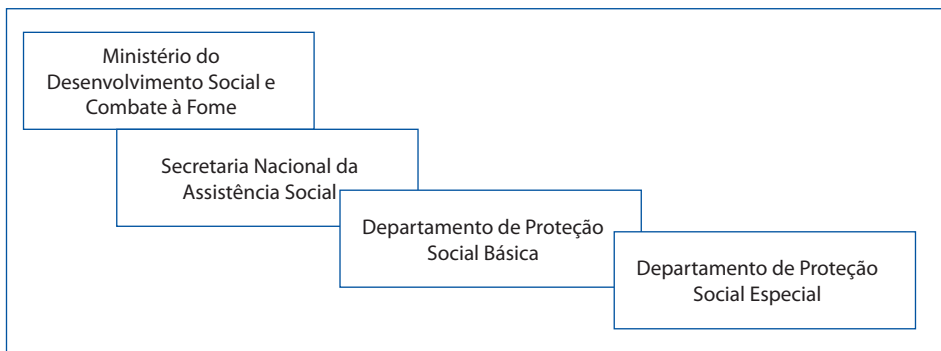 Ministério do
Desenvolvimento Social e
Combate à Fome
Secretaria Nacional da
Assistência Social
Departamento de Proteção
Social Básica
Departamento de Proteção
Social Especial